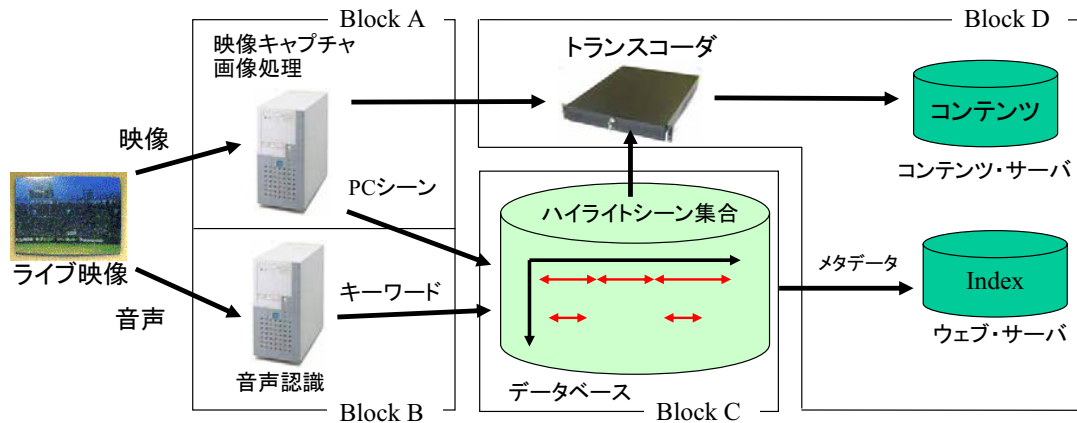 Block A
Block D
映像キャプチャ
画像処理
トランスコーダ
コンテンツ
映像
コンテンツ・サーバ
PCシーン
ハイライトシーン集合
ライブ映像
メタデータ
Index
キーワード
音声
ウェブ・サーバ
音声認識
データベース
Block B
Block C